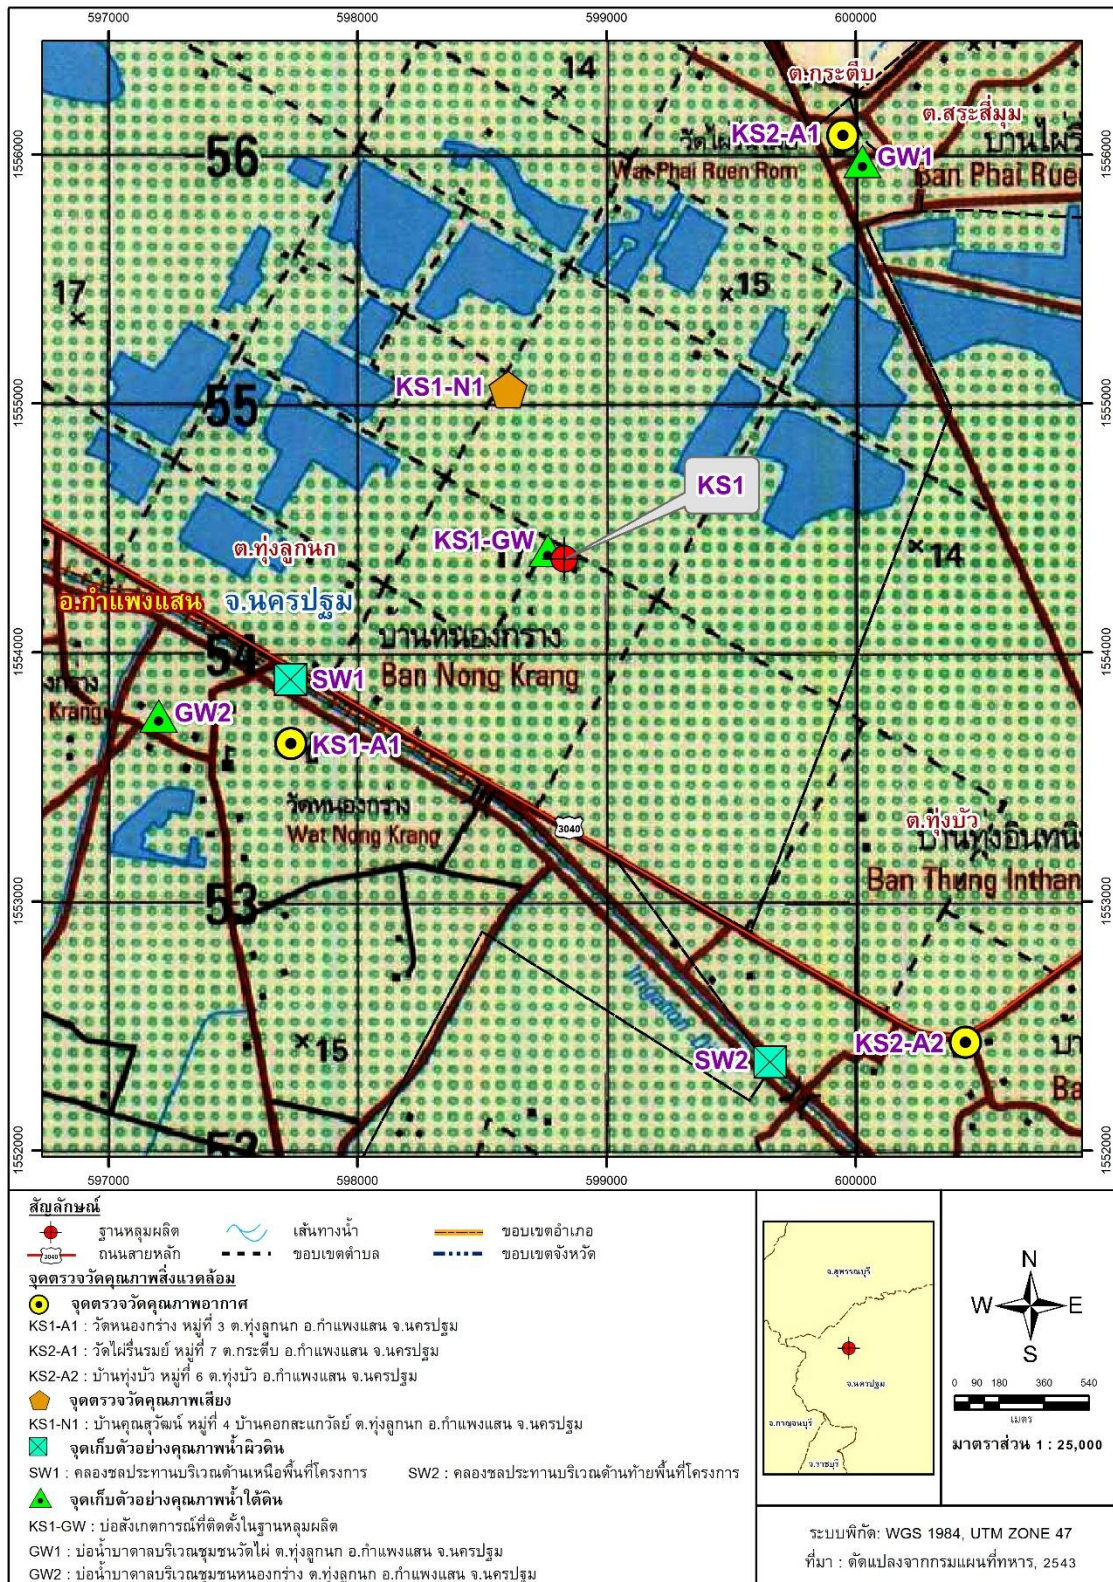 597000 598000 599000 600000
14
14
ต.กระตีบ
ต.สระสี่มุม
KS2-A1
GW1
1556000
56
1556000
Wat Phai Ruen Rom
บ้านไผ่รื่
Ban Phai Rue
17
15
KS1-N1
1555000
55
1555000
KS1
KS1-GW
17
14
ต.ทุ่งลูกนก
อ.กำแพงแสน จ.นครปฐม
บ้านหนองกร่าง
1554000
54
1554000
Ban Nong Krang
SW1
Krang
GW2
KS1-A1
วัดหนองกร่าง
Wat Nong Krang
3040
ต.ทุ่งบัว
บ้านทุ่งอินทนิ
Ban Thung Inthan
1553000
53
1553000
Irrigation
15
SW2
KS2-A2
บ้า
Ba
1552000
52
1552000
597000 598000 599000 600000
สัญลักษณ์
ฐานหลุมผลิต เส้นทางน้ำ ขอบเขตอำเภอ
3040 ถนนสายหลัก ขอบเขตตำบล ขอบเขตจังหวัด
จุดตรวจวัดคุณภาพสิ่งแวดล้อม
จุดตรวจวัดคุณภาพอากาศ
KS1-A1 : วัดหนองกร่าง หมู่ที่ 3 ต.ทุ่งลูกนก อ.กำแพงแสน จ.นครปฐม
KS2-A1 : วัดไผ่รื่นรมย์ หมู่ที่ 7 ต.กระตีบ อ.กำแพงแสน จ.นครปฐม
KS2-A2 : บ้านทุ่งบัว หมู่ที่ 6 ต.ทุ่งบัว อ.กำแพงแสน จ.นครปฐม
จุดตรวจวัดคุณภาพเสียง
KS1-N1 : บ้านคุณสุวัฒน์ หมู่ที่ 4 บ้านคอกสะแกวัลย์ ต.ทุ่งลูกนก อ.กำแพงแสน จ.นครปฐม
จุดเก็บตัวอย่างคุณภาพน้ำผิวดิน
SW1 : คลองชลประทานบริเวณด้านเหนือพื้นที่โครงการ SW2 : คลองชลประทานบริเวณด้านท้ายพื้นที่โครงการ
จุดเก็บตัวอย่างคุณภาพน้ำใต้ดิน
KS1-GW : บ่อสังเกตการณ์ที่ติดตั้งในฐานหลุมผลิต
GW1 : บ่อน้ำบาดาลบริเวณชุมชนวัดไผ่ ต.ทุ่งลูกนก อ.กำแพงแสน จ.นครปฐม
GW2 : บ่อน้ำบาดาลบริเวณชุมชนหนองกร่าง ต.ทุ่งลูกนก อ.กำแพงแสน จ.นครปฐม
จ.สุพรรณบุรี
จ.นครปฐม
จ.กาญจนบุรี
จ.ราชบุรี
N
W E
S
0 90 180 360 540
เมตร
มาตราส่วน 1 : 25,000
ระบบพิกัด: WGS 1984, UTM ZONE 47
ที่มา : ดัดแปลงจากกรมแผนที่ทหาร, 2543